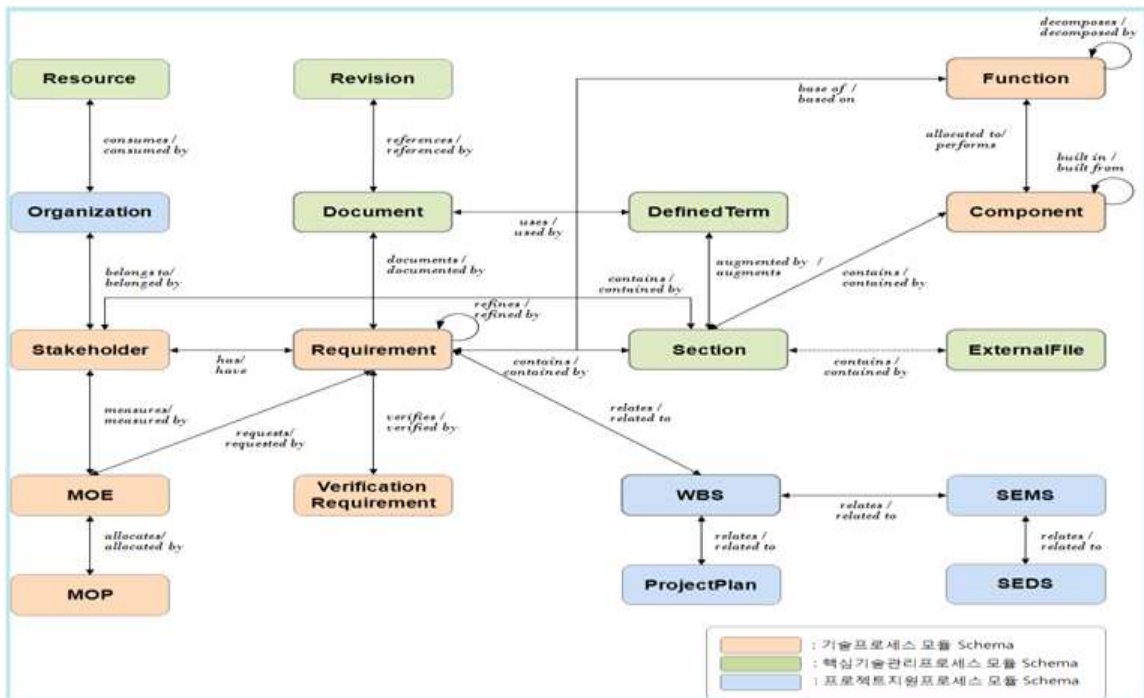 decomposes /
decomposed by
Resource
Revision
Function
base of /
based on
consumes /
consumed by
references /
referenced by
allocated to/
performs
built in /
built from
Organization
Document
DefinedTerm
Component
uses /
used by
belongs to/
belonged by
documents /
documented by
augmented by /
augments
contains /
contained by
contains /
contained by
refines /
refined by
Stakeholder
Requirement
Section
ExternalFile
has/
have
contains /
contained by
contains /
contained by
measures/
measured by
requests/
requested by
verifies /
verified by
relates /
related to
MOE
Verification
Requirement
WBS
SEMS
relates /
related to
allocates/
allocated by
relates /
related to
relates /
related to
MOP
ProjectPlan
SEDS
: 기술프로세스 모듈 Schema
: 핵심기술관리프로세스 모듈 Schema
: 프로젝트지원프로세스 모듈 Schema